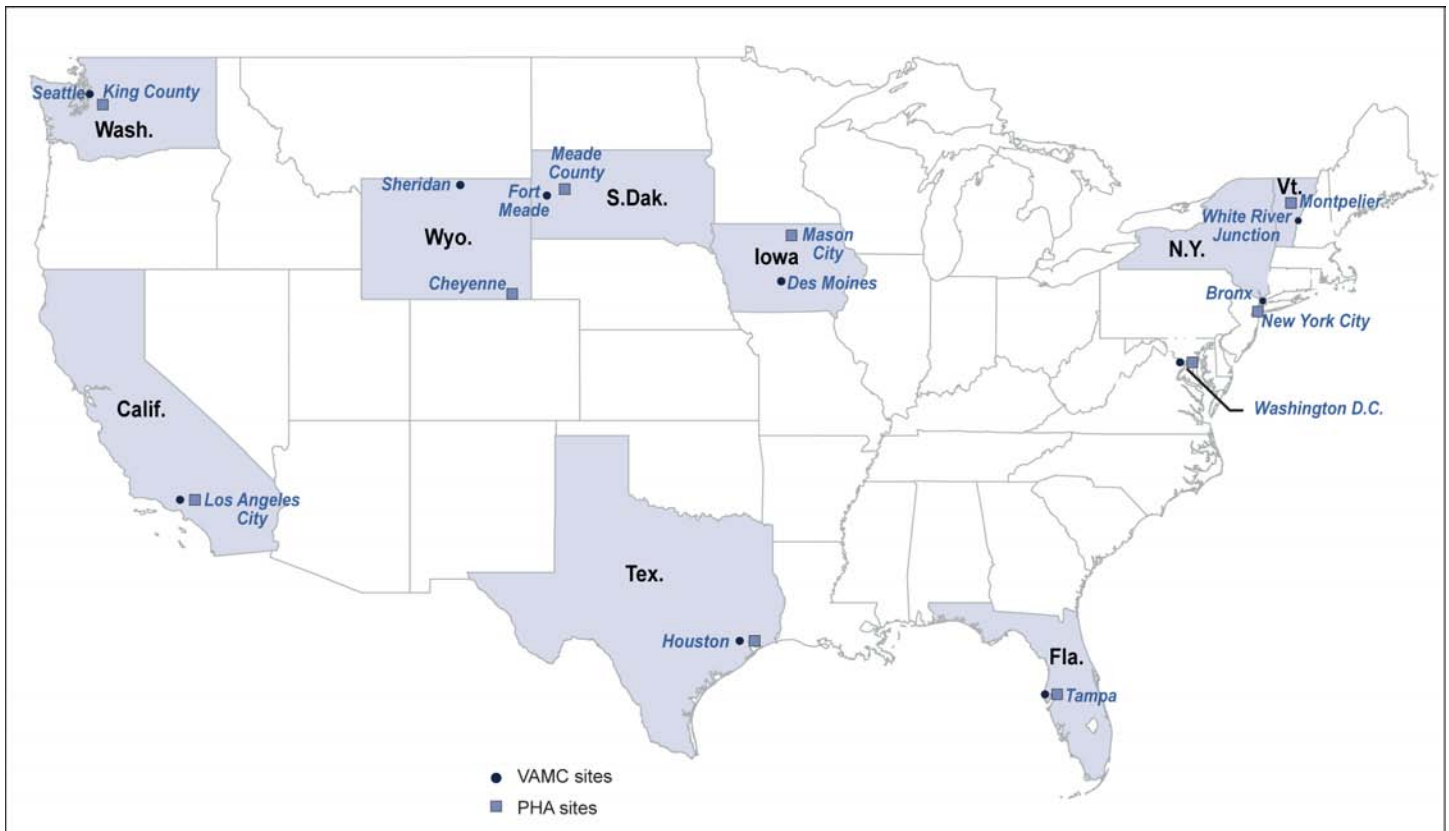 Seattle
King County
Wash.
Sheridan
Fort
Meade
Meade
County
S.Dak.
Wyo.
Cheyenne
Mason
City
Iowa
Des Moines
Vt.
Montpelier
White River
Junction
N.Y.
Bronx
New York City
Washington D.C.
Calif.
Los Angeles
City
Tex.
Houston
Fla.
Tampa
VAMC sites
PHA sites